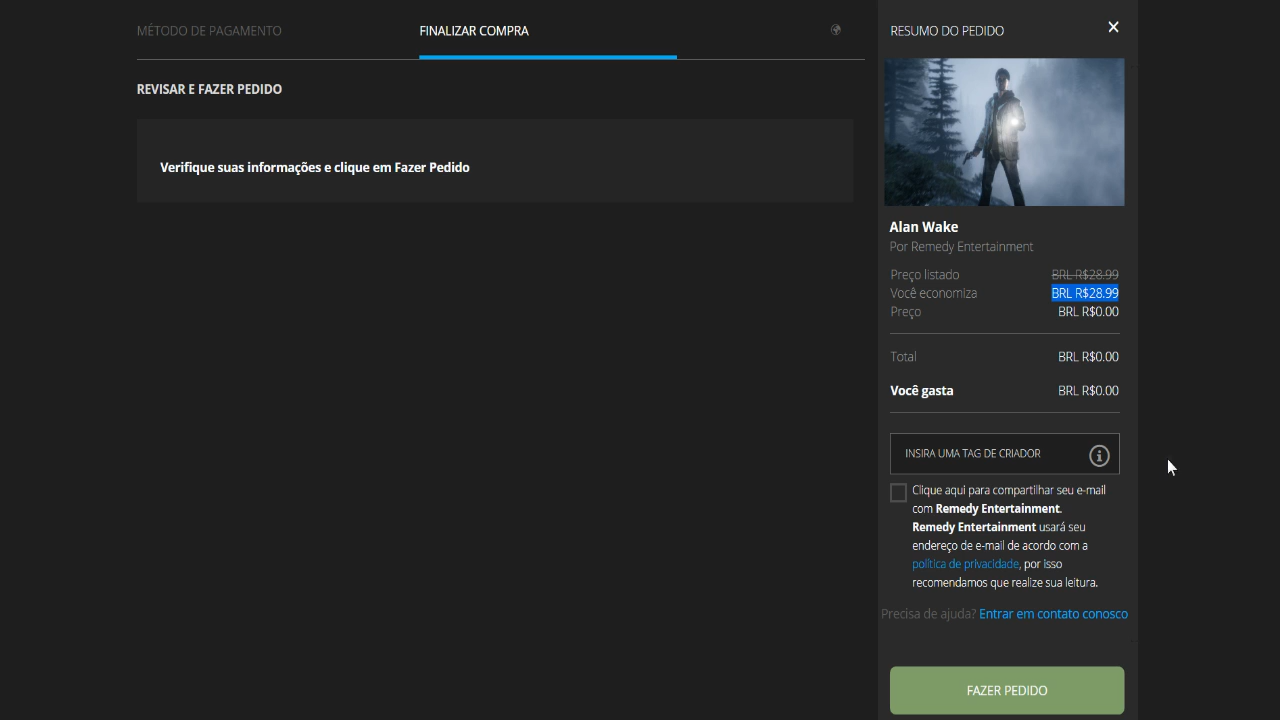 MÉTODO DE PAGAMENTO
FINALIZAR COMPRA
REVISAR E FAZER PEDIDO
Verifique suas informações e clique em Fazer Pedido
RESUMO DO PEDIDO
Alan Wake
Por Remedy Entertainment
Preço listado BRL R$28.99
Você economiza BRL R$28.99
Preço BRL R$0.00
Total BRL R$0.00
Você gasta BRL R$0.00
INSIRA UMA TAG DE CRIADOR
Clique aqui para compartilhar seu e-mail
com Remedy Entertainment.
Remedy Entertainment usará seu
endereço de e-mail de acordo com a
política de privacidade, por isso
recomendamos que realize sua leitura.
Precisa de ajuda? Entrar em contato conosco
FAZER PEDIDO